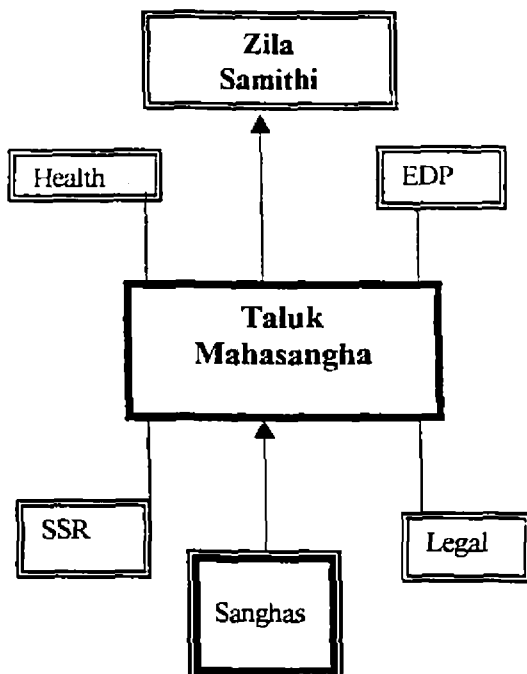 Zila
Samithi
Health
EDP
Taluk
Mahasangha
SSR
Legal
Sanghas